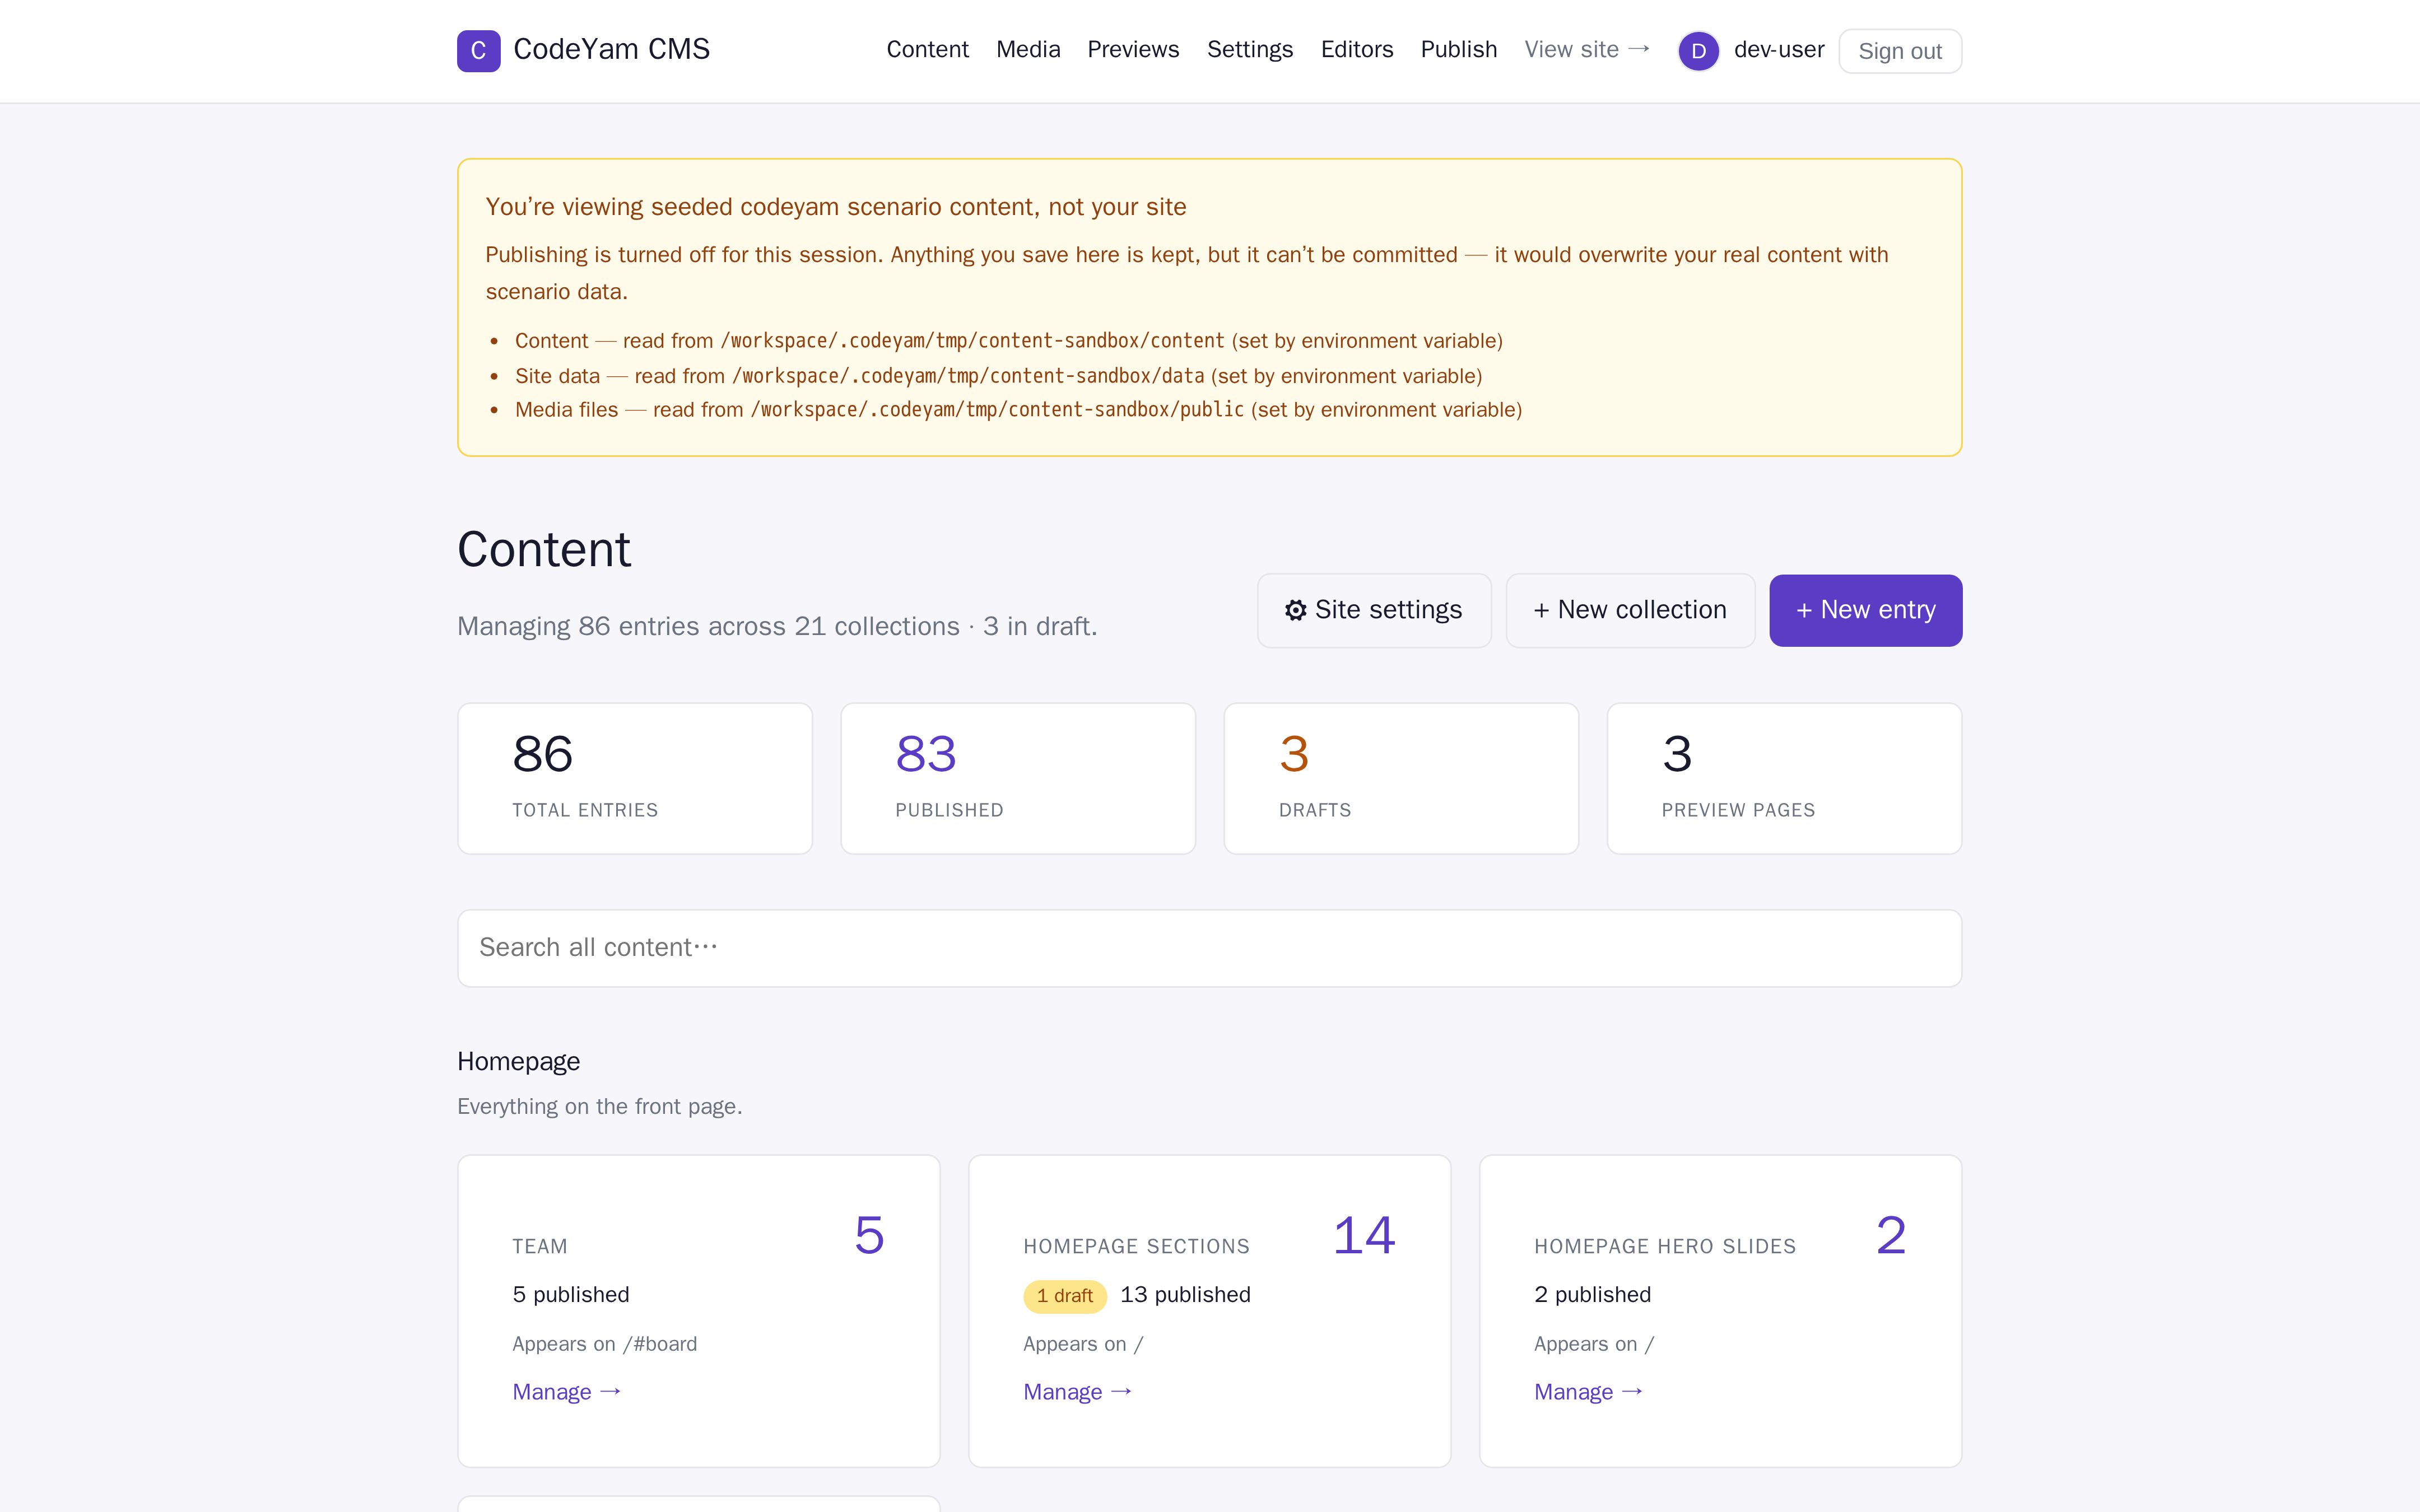 C CodeYam CMS Content Media Previews Settings Editors Publish View site → D dev-user Sign out
You're viewing seeded codeyam scenario content, not your site
Publishing is turned off for this session. Anything you save here is kept, but it can't be committed — it would overwrite your real content with
scenario data.
• Content — read from /workspace/.codeyam/tmp/content-sandbox/content (set by environment variable)
• Site data — read from /workspace/.codeyam/tmp/content-sandbox/data (set by environment variable)
• Media files — read from /workspace/.codeyam/tmp/content-sandbox/public (set by environment variable)
Content
Managing 86 entries across 21 collections · 3 in draft.
⚙ Site settings
+ New collection
+ New entry
86
TOTAL ENTRIES
83
PUBLISHED
3
DRAFTS
3
PREVIEW PAGES
Search all content…
Homepage
Everything on the front page.
TEAM 5
5 published
Appears on /#board
Manage →
HOMEPAGE SECTIONS 14
1 draft 13 published
Appears on /
Manage →
HOMEPAGE HERO SLIDES 2
2 published
Appears on /
Manage →